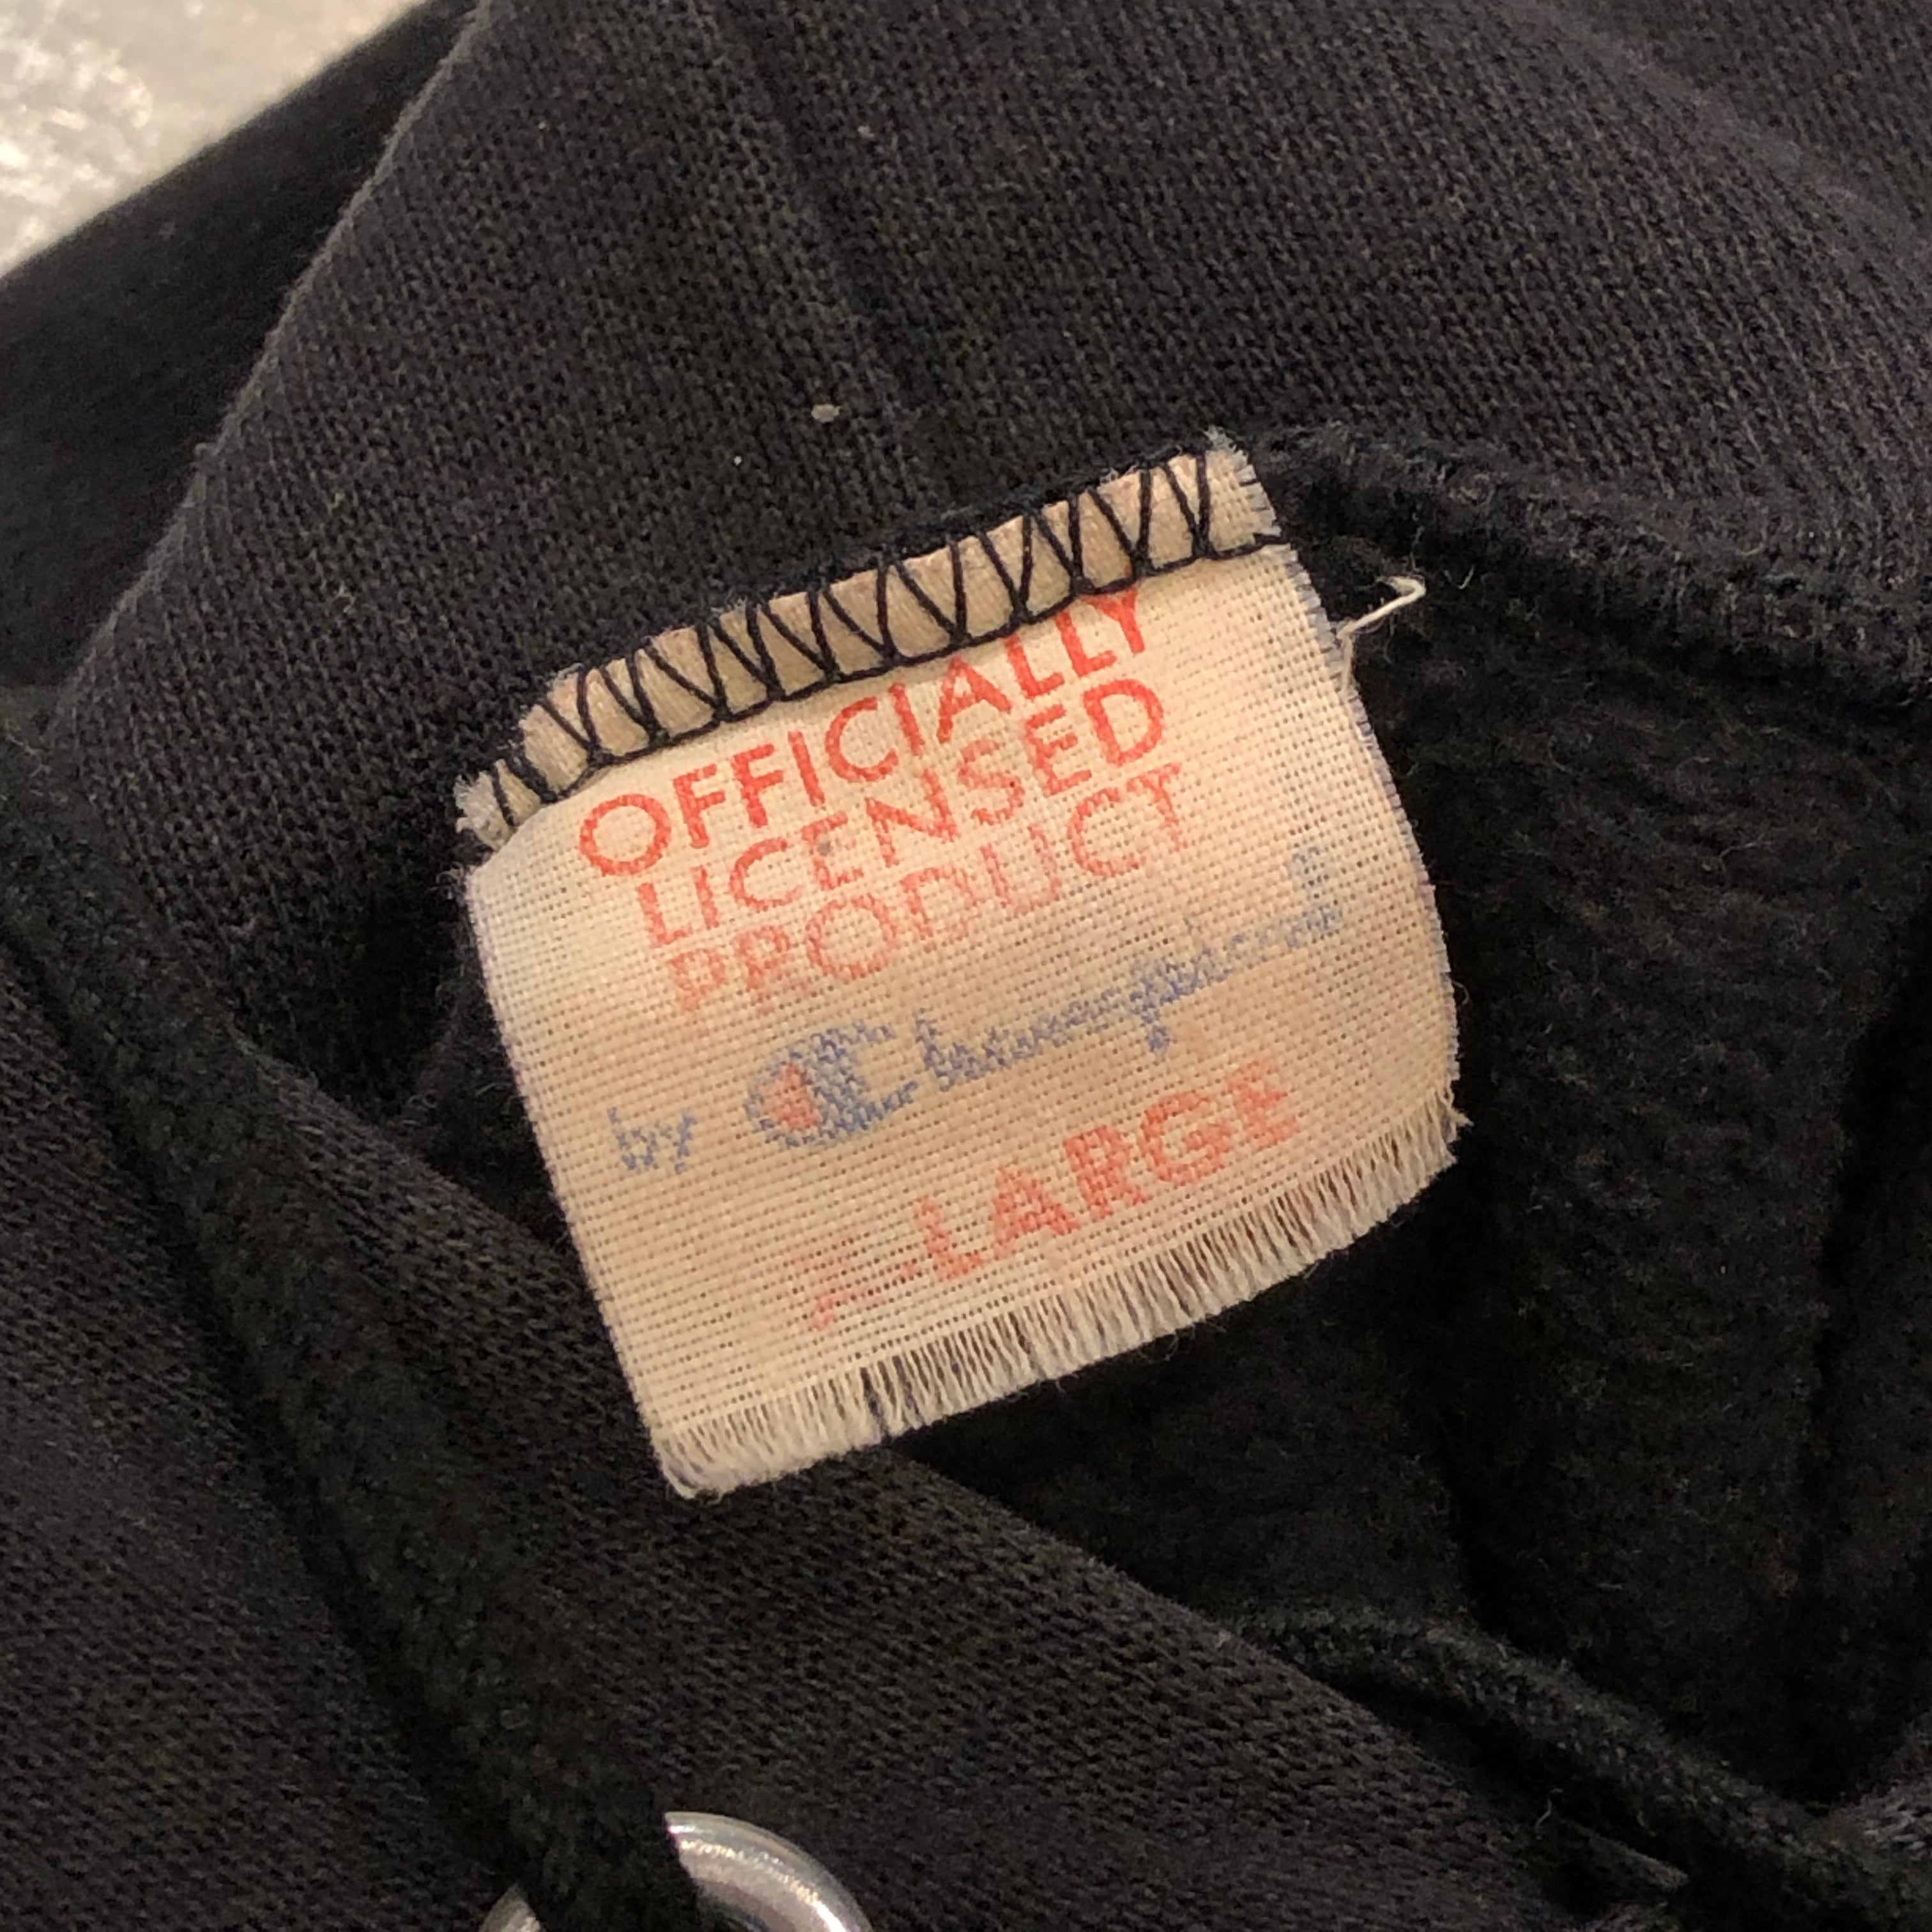 OFFICIALLY
LICENSED
PRODUCT
by Champion®
X-LARGE